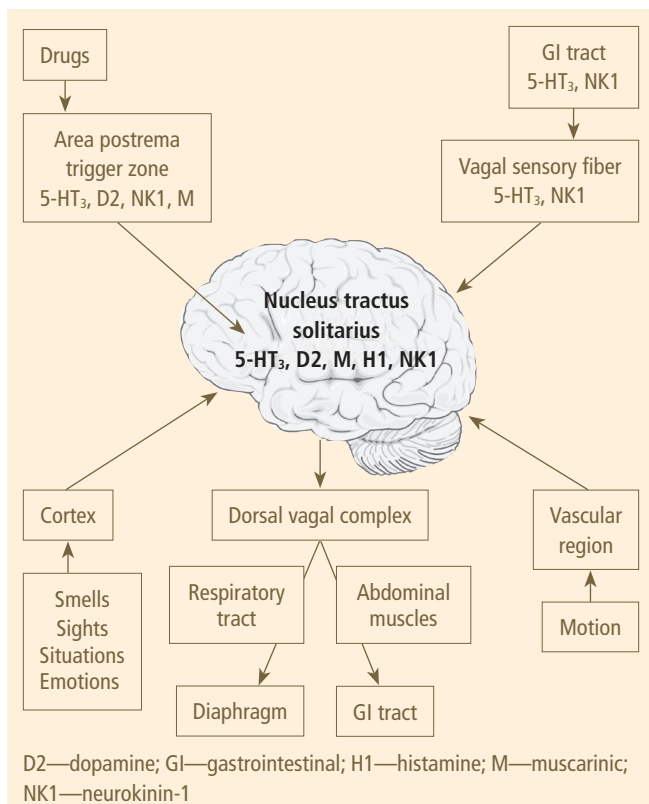 Drugs
Area postrema
trigger zone
5-HT₃, D2, NK1, M
GI tract
5-HT₃, NK1
Vagal sensory fiber
5-HT₃, NK1
Nucleus tractus
solitarius
5-HT₃, D2, M, H1, NK1
Cortex
Smells
Sights
Situations
Emotions
Dorsal vagal complex
Respiratory
tract
Abdominal
muscles
Diaphragm
GI tract
Vascular
region
Motion
D2—dopamine; GI—gastrointestinal; H1—histamine; M—muscarinic;
NK1—neurokinin-1